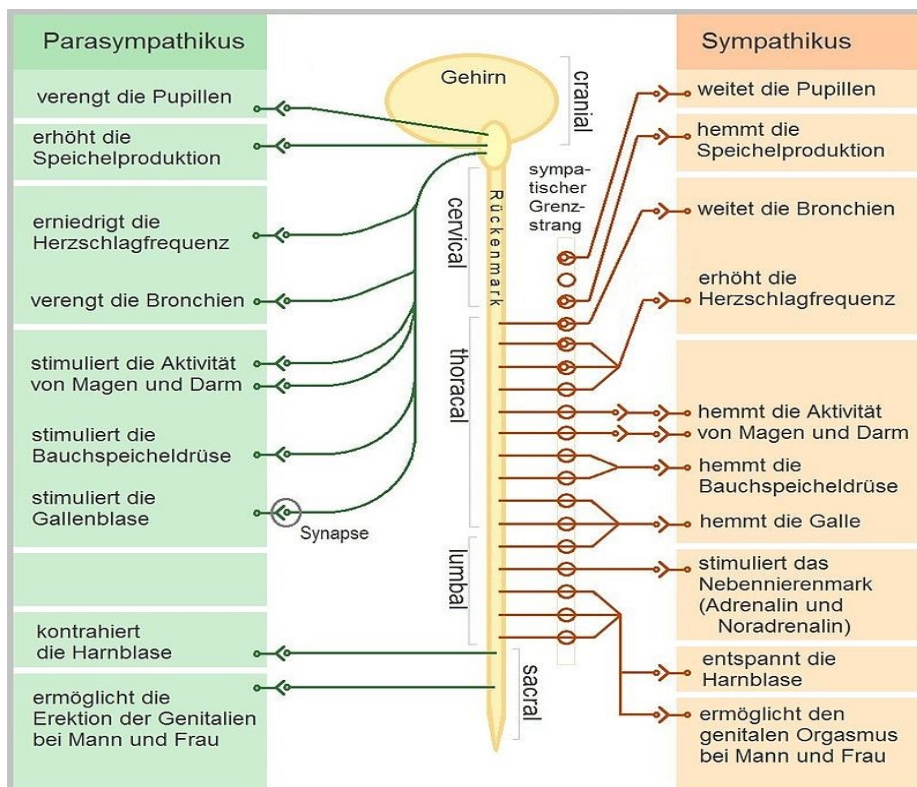 Parasympathikus
verengt die Pupillen
erhöht die
Speichelproduktion
erniedrigt die
Herzschlagfrequenz
verengt die Bronchien
stimuliert die Aktivität
von Magen und Darm
stimuliert die
Bauchspeicheldrüse
stimuliert die
Gallenblase
kontrahiert
die Harnblase
ermöglicht die
Erektion der Genitalien
bei Mann und Frau
Gehirn
Rückenmark
Synapse
cranial
cervical
thoracal
lumbal
sacral
sympa-
tischer
Grenz-
strang
Sympathikus
weitet die Pupillen
hemmt die
Speichelproduktion
weitet die Bronchien
erhöht die
Herzschlagfrequenz
hemmt die Aktivität
von Magen und Darm
hemmt die
Bauchspeicheldrüse
hemmt die Galle
stimuliert das
Nebennierenmark
(Adrenalin und
Noradrenalin)
entspannt die
Harnblase
ermöglicht den
genitalen Orgasmus
bei Mann und Frau